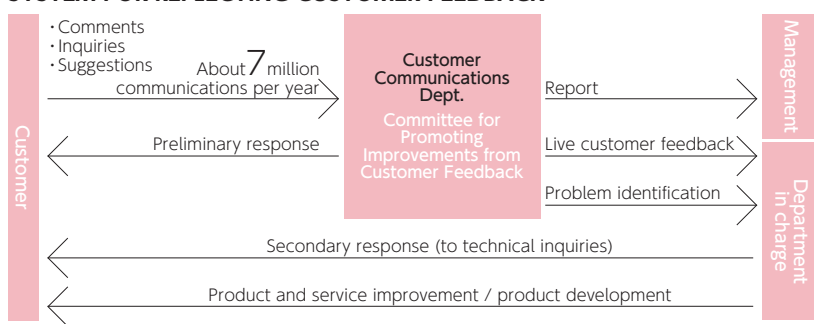 SYSTEM FOR REFLECTING CUSTOMER FEEDBACK
・Comments
・Inquiries
・Suggestions
About 7 million
communications per year
Customer
Preliminary response
Customer
Communications
Dept.
Committee for
Promoting
Improvements from
Customer Feedback
Report
Live customer feedback
Problem identification
Management
Department
in charge
Secondary response (to technical inquiries)
Product and service improvement / product development